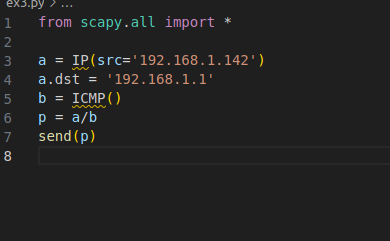 ex3.py > ...
1 from scapy.all import *
2
3 a = IP(src='192.168.1.142')
4 a.dst = '192.168.1.1'
5 b = ICMP()
6 p = a/b
7 send(p)
8